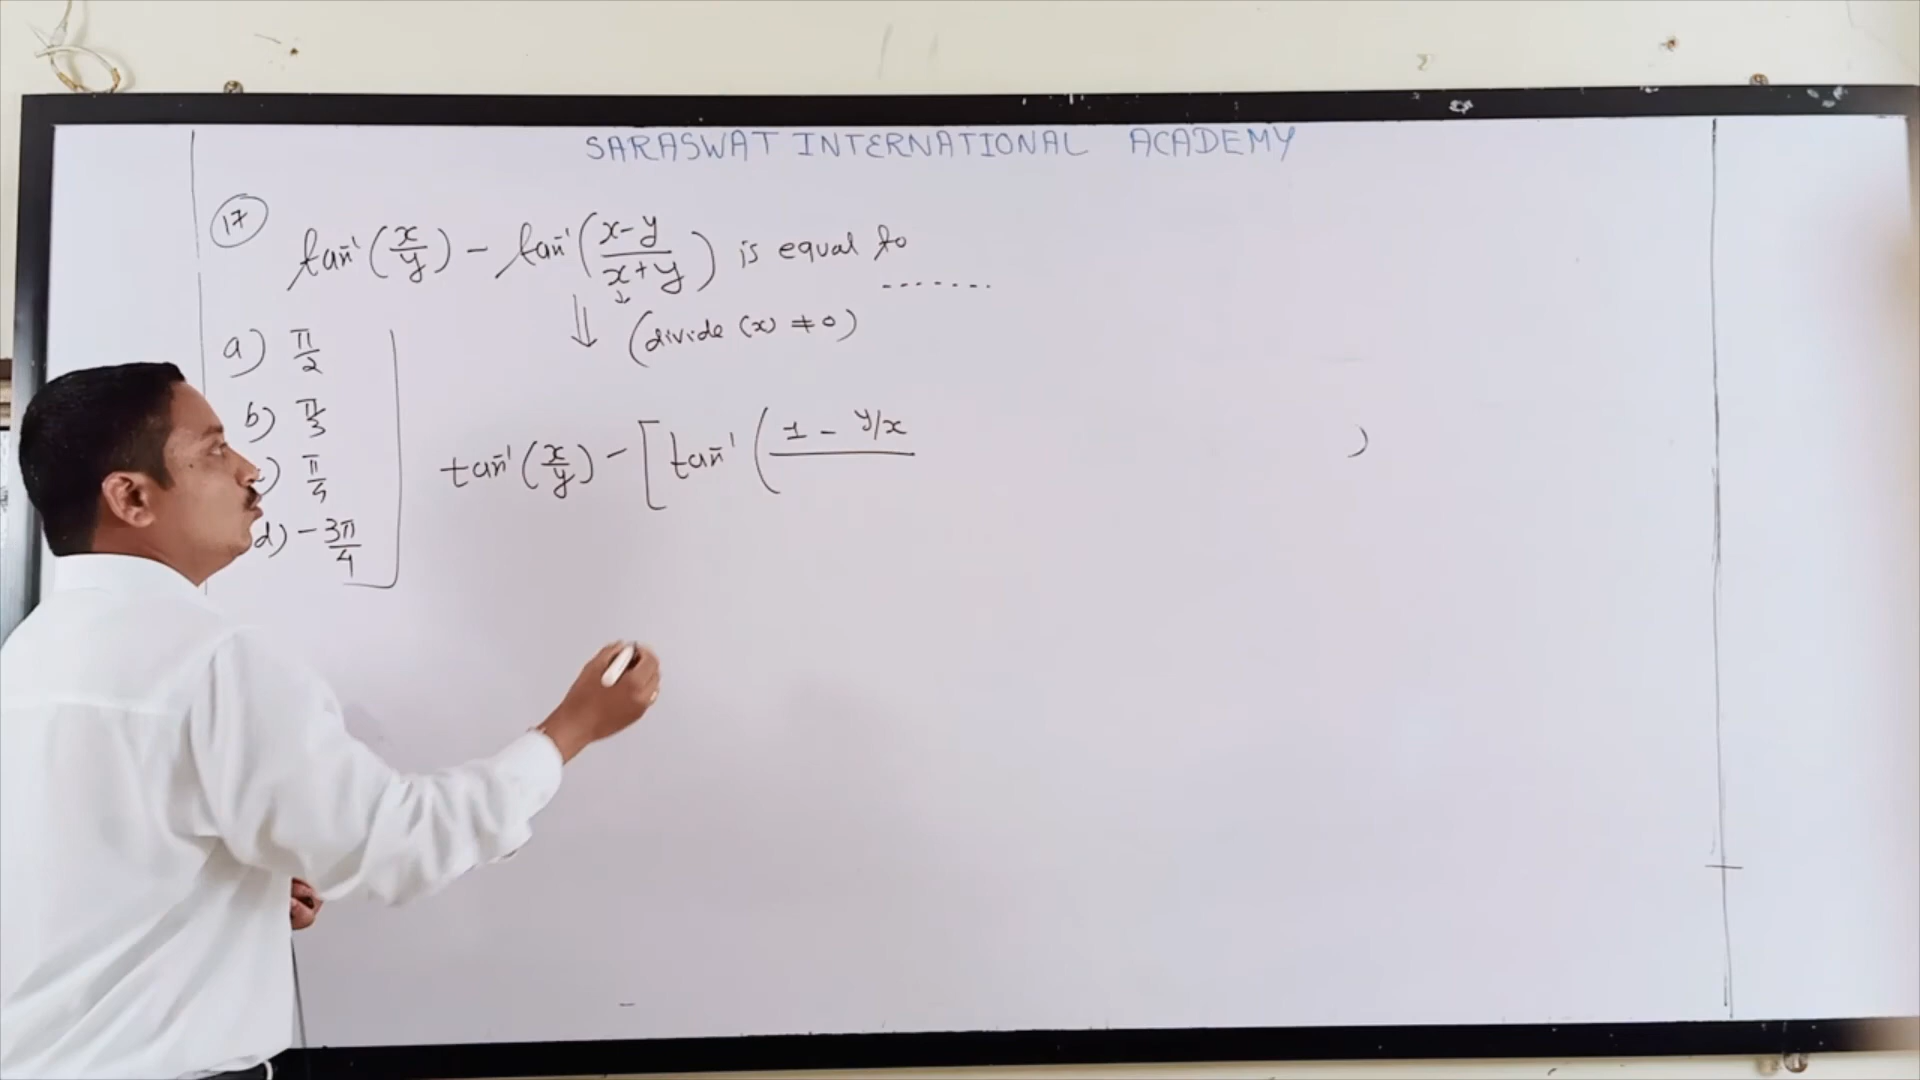 SARASWAT INTERNATIONAL ACADEMY
17
tan⁻¹(x/y) - tan⁻¹((x-y)/(x+y)) is equal to .......
⇓ (divide (x) ≠ 0)
a) π/2
b) π/3
c) π/4
d) -3π/4
tan⁻¹(x/y) - [tan⁻¹(1 - y/x )